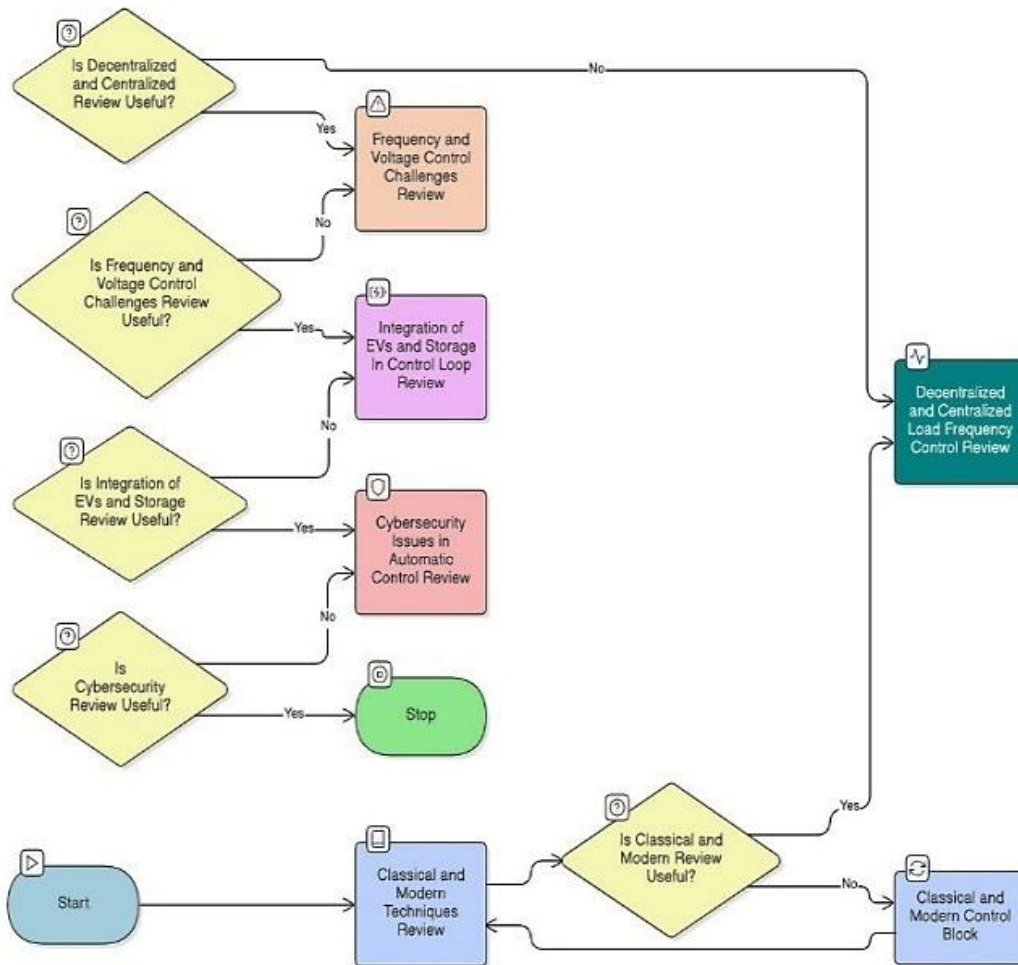 Is Decentralized
and Centralized
Review Useful?
No
Yes
Frequency and
Voltage Control
Challenges
Review
Is Frequency and
Voltage Control
Challenges Review
Useful?
No
Yes
Integration of
EVs and Storage
In Control Loop
Review
Decentralized
and Centralized
Load Frequency
Control Review
Is Integration of
EVs and Storage
Review Useful?
No
Yes
Cybersecurity
Issues in
Automatic
Control Review
Is
Cybersecurity
Review Useful?
No
Yes
Stop
Start
Classical and
Modern
Techniques
Review
Is Classical and
Modern Review
Useful?
Yes
No
Classical and
Modern Control
Block